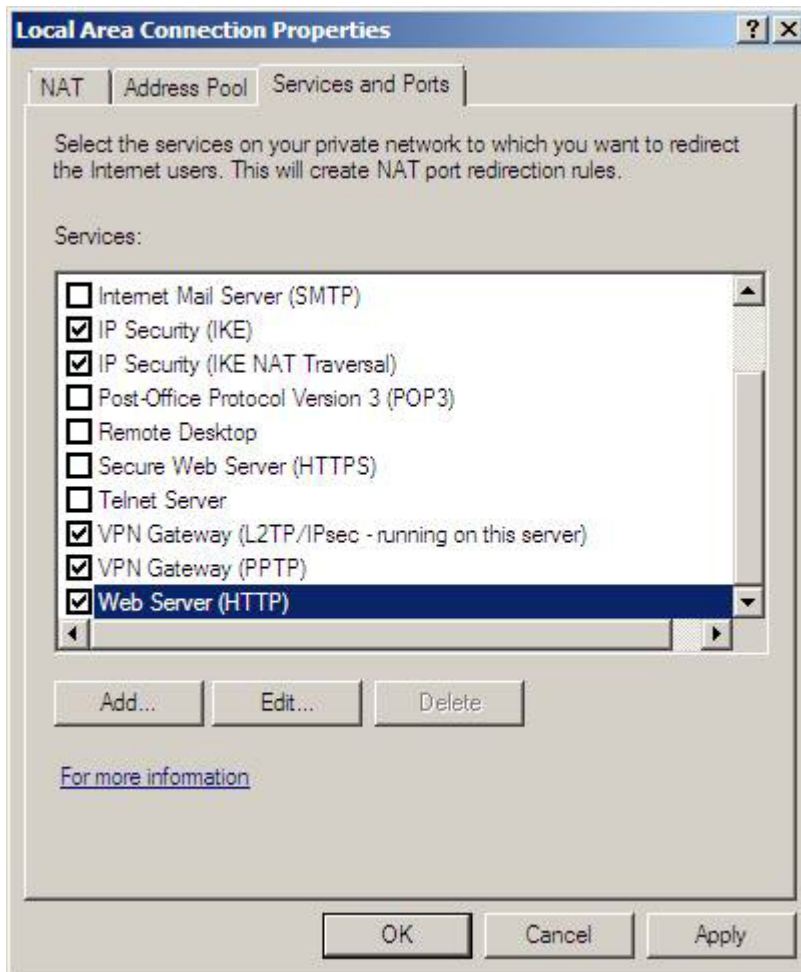 Local Area Connection Properties
NAT
Address Pool
Services and Ports
Select the services on your private network to which you want to redirect
the Internet users. This will create NAT port redirection rules.
Services:
Internet Mail Server (SMTP)
IP Security (IKE)
IP Security (IKE NAT Traversal)
Post-Office Protocol Version 3 (POP3)
Remote Desktop
Secure Web Server (HTTPS)
Telnet Server
VPN Gateway (L2TP/IPsec - running on this server)
VPN Gateway (PPTP)
Web Server (HTTP)
Add... Edit... Delete
For more information
OK Cancel Apply